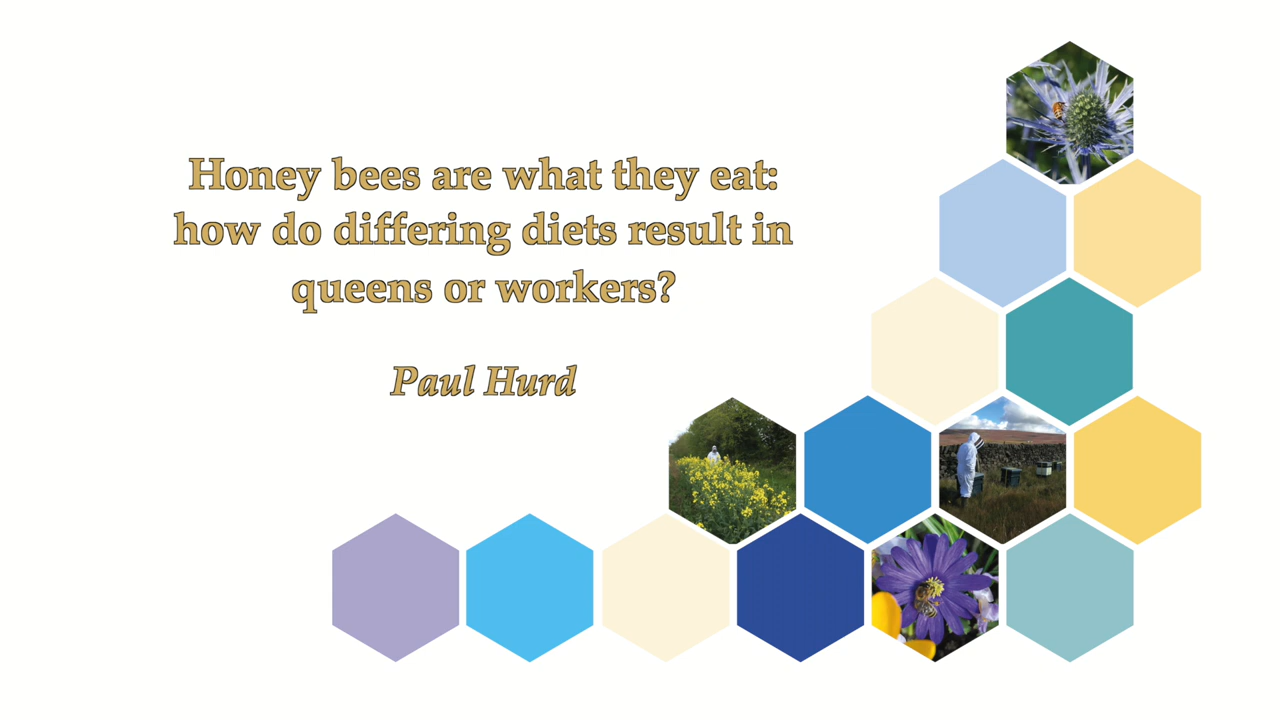 Honey bees are what they eat:
how do differing diets result in
queens or workers?
Paul Hurd